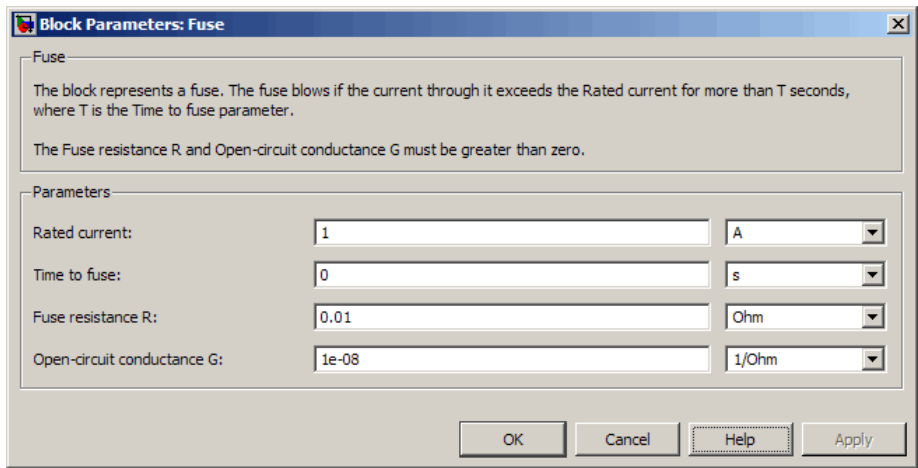 Block Parameters: Fuse
Fuse
The block represents a fuse. The fuse blows if the current through it exceeds the Rated current for more than T seconds,
where T is the Time to fuse parameter.
The Fuse resistance R and Open-circuit conductance G must be greater than zero.
Parameters
Rated current: 1 A
Time to fuse: 0 s
Fuse resistance R: 0.01 Ohm
Open-circuit conductance G: 1e-08 1/Ohm
OK Cancel Help Apply